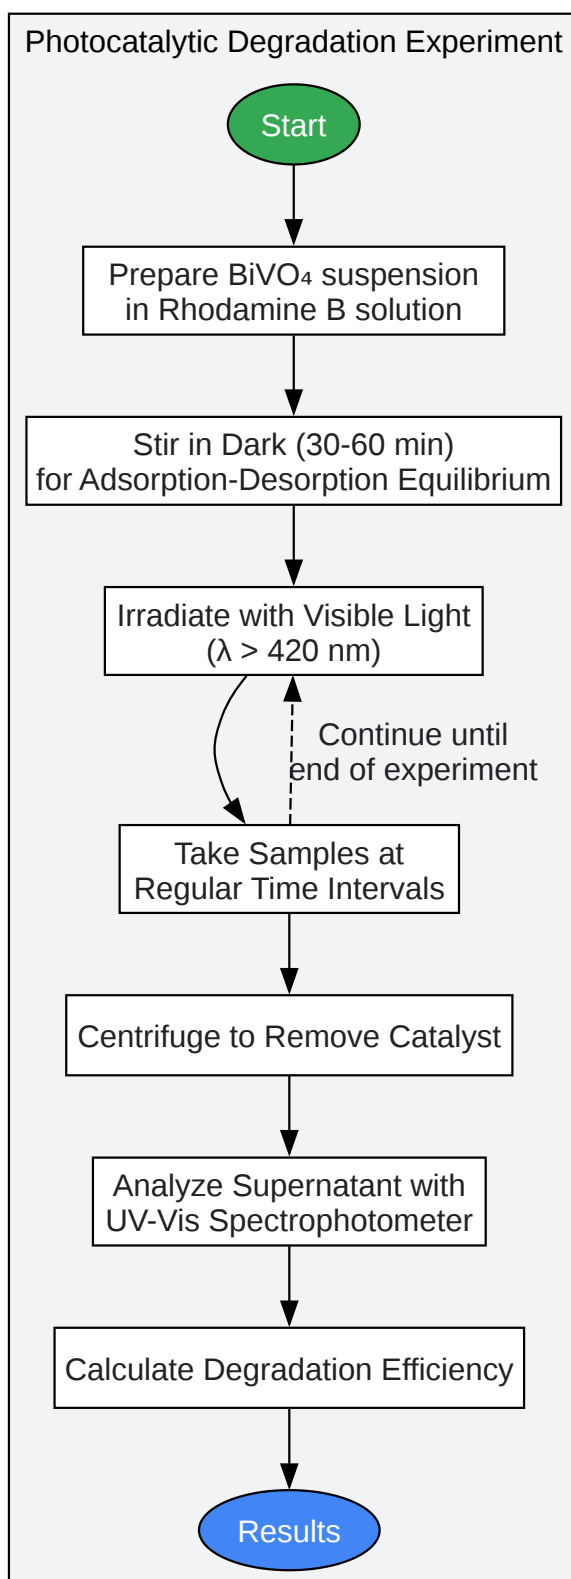 Photocatalytic Degradation Experiment
Start
Prepare BiVO₄ suspension
in Rhodamine B solution
Stir in Dark (30-60 min)
for Adsorption-Desorption Equilibrium
Irradiate with Visible Light
(λ > 420 nm)
Continue until
end of experiment
Take Samples at
Regular Time Intervals
Centrifuge to Remove Catalyst
Analyze Supernatant with
UV-Vis Spectrophotometer
Calculate Degradation Efficiency
Results